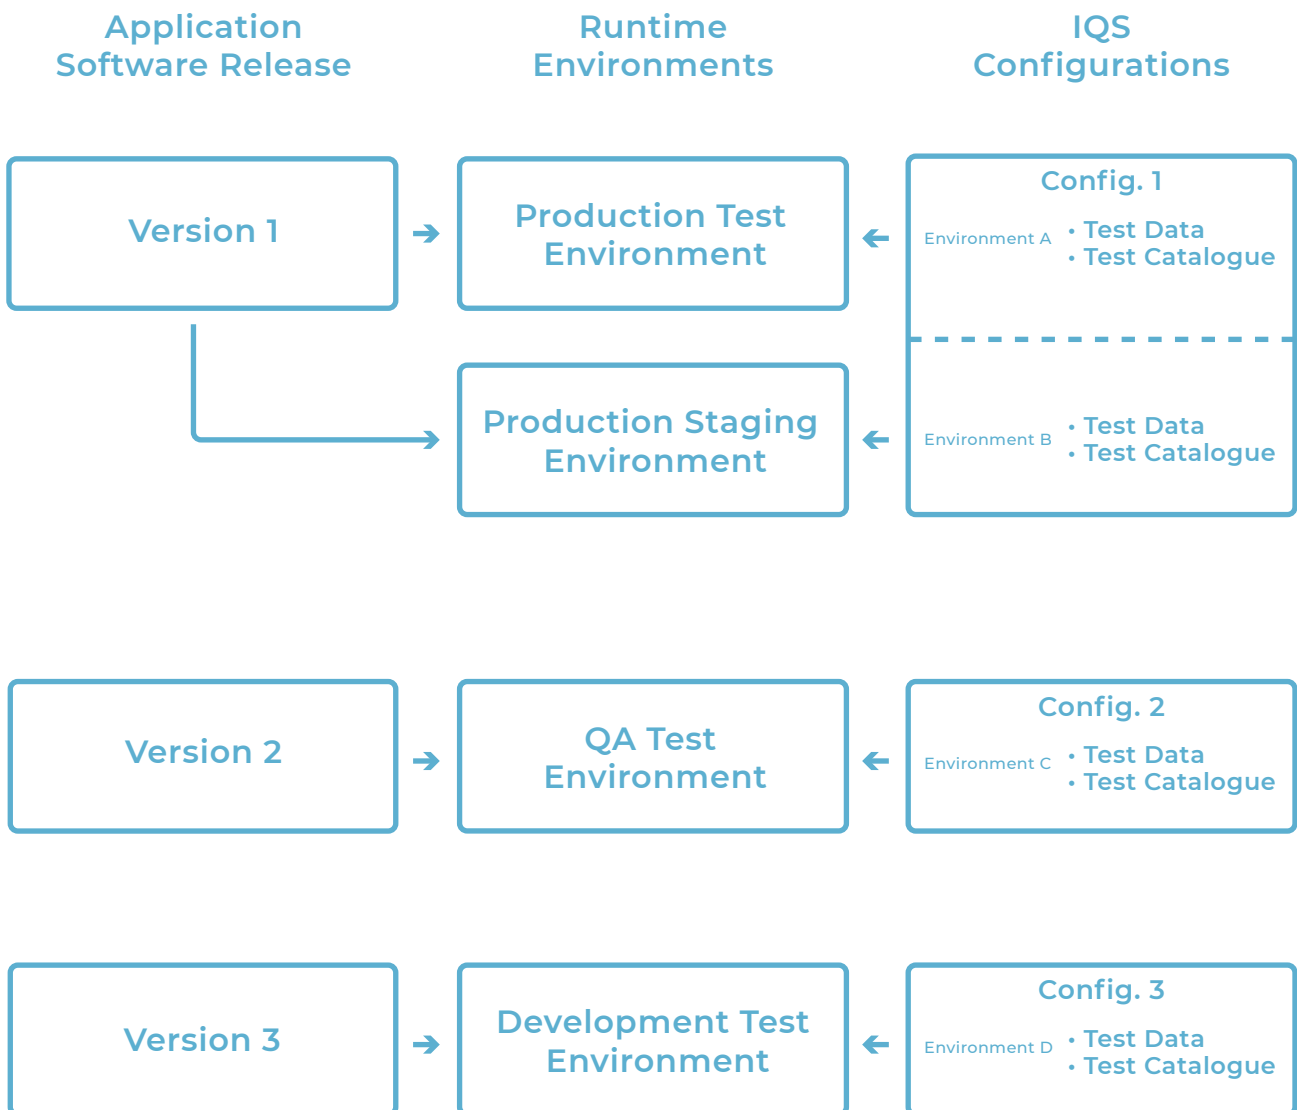 Application
Software Release
Runtime
Environments
IQS
Configurations
Version 1
Production Test
Environment
Config. 1
Environment A
• Test Data
• Test Catalogue
Production Staging
Environment
Environment B
• Test Data
• Test Catalogue
Version 2
QA Test
Environment
Config. 2
Environment C
• Test Data
• Test Catalogue
Version 3
Development Test
Environment
Config. 3
Environment D
• Test Data
• Test Catalogue